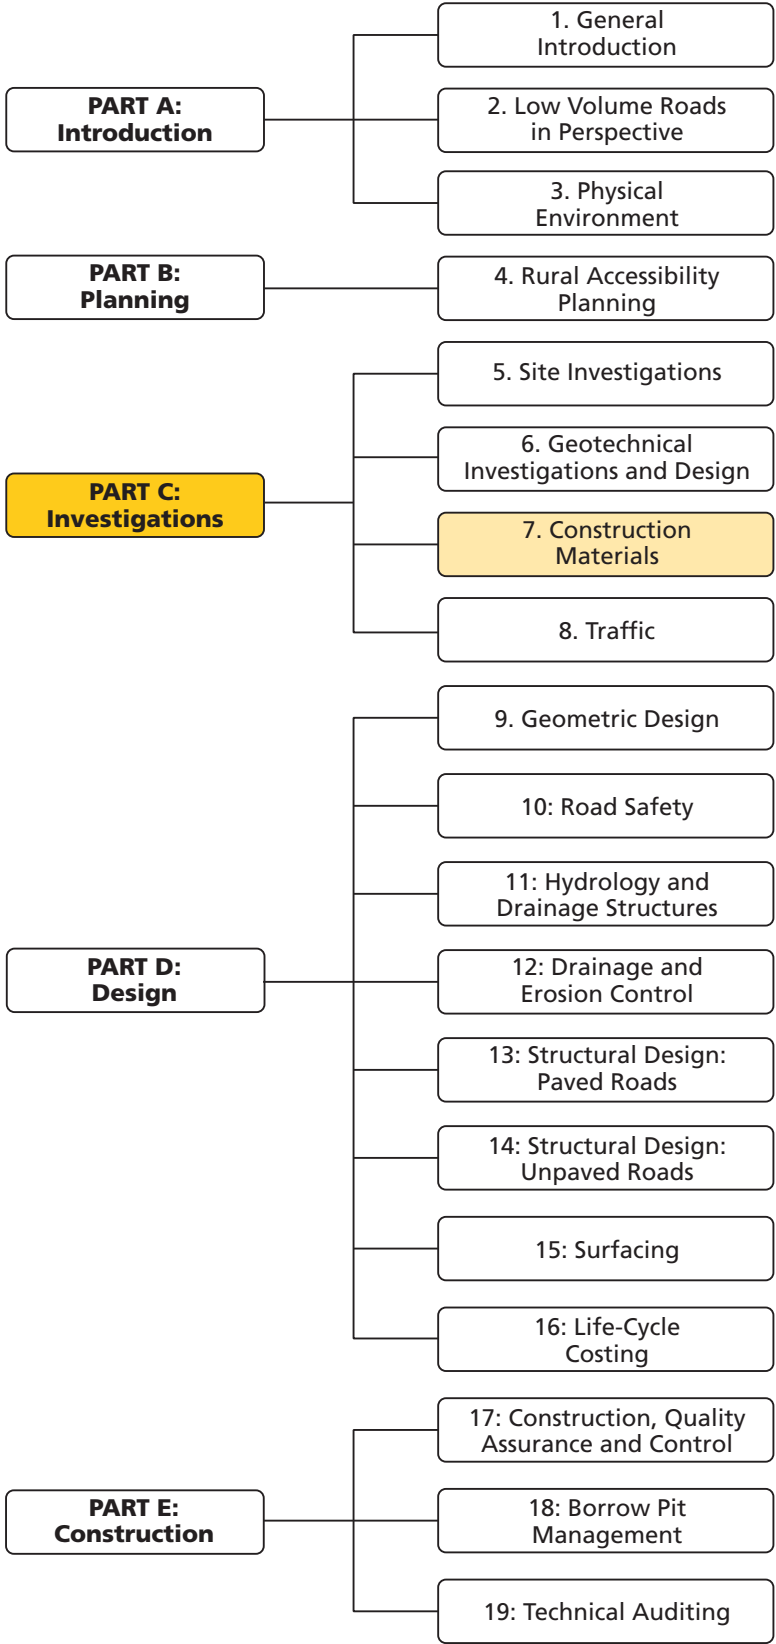 1. General
Introduction
PART A:
Introduction
2. Low Volume Roads
in Perspective
3. Physical
Environment
PART B:
Planning
4. Rural Accessibility
Planning
5. Site Investigations
6. Geotechnical
Investigations and Design
PART C:
Investigations
7. Construction
Materials
8. Traffic
9. Geometric Design
10: Road Safety
11: Hydrology and
Drainage Structures
PART D:
Design
12: Drainage and
Erosion Control
13: Structural Design:
Paved Roads
14: Structural Design:
Unpaved Roads
15: Surfacing
16: Life-Cycle
Costing
17: Construction, Quality
Assurance and Control
PART E:
Construction
18: Borrow Pit
Management
19: Technical Auditing